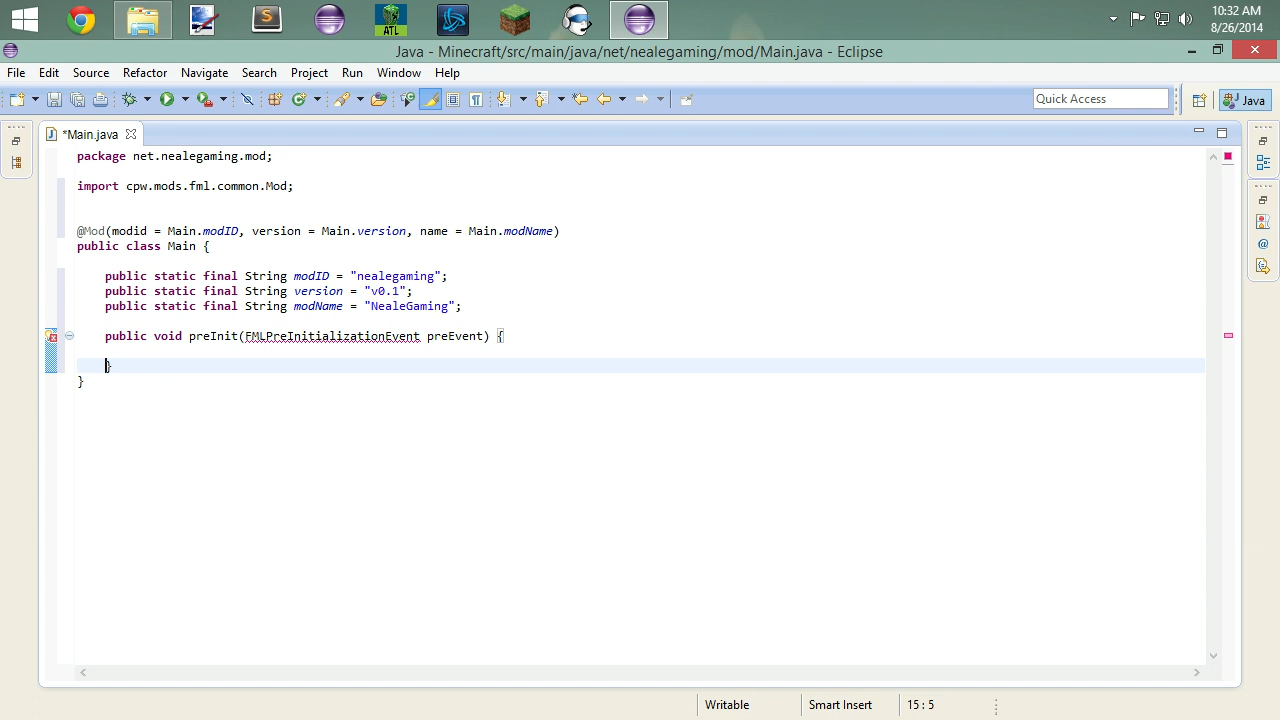 ATL
10:32 AM
8/26/2014
Java - Minecraft/src/main/java/net/nealegaming/mod/Main.java - Eclipse
File Edit Source Refactor Navigate Search Project Run Window Help
Quick Access
Java
*Main.java
package net.nealegaming.mod;
import cpw.mods.fml.common.Mod;
@Mod(modid = Main.modID, version = Main.version, name = Main.modName)
public class Main {
public static final String modID = "nealegaming";
public static final String version = "v0.1";
public static final String modName = "NealeGaming";
public void preInit(FMLPreInitializationEvent preEvent) {
}
}
Writable
Smart Insert
15 : 5